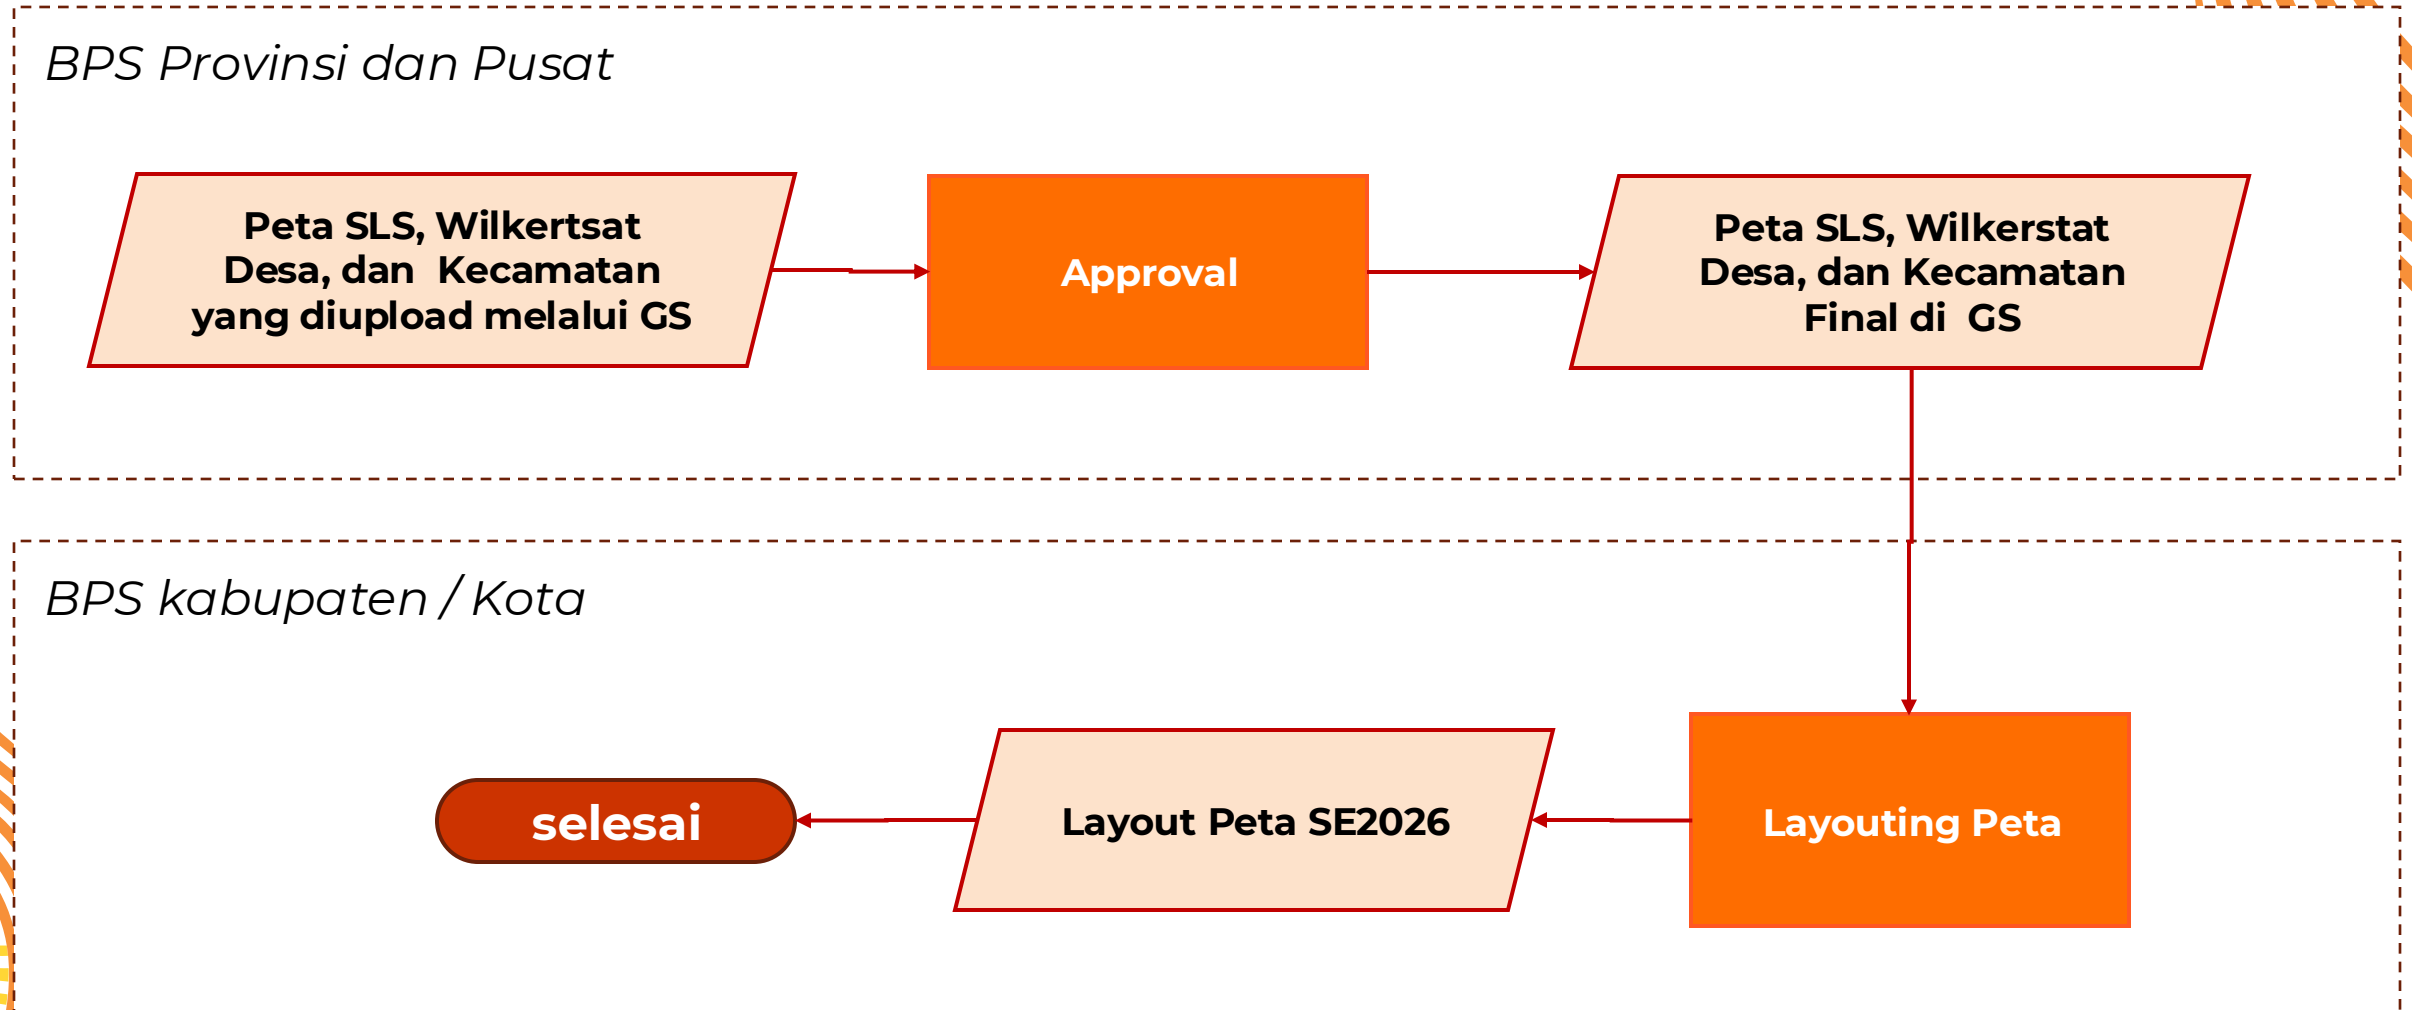 BPS Provinsi dan Pusat
Peta SLS, Wilkertsat
Desa, dan  Kecamatan
yang diupload melalui GS
Approval
Peta SLS, Wilkerstat
Desa, dan Kecamatan
Final di  GS
BPS kabupaten / Kota
selesai
Layout Peta SE2026
Layouting Peta